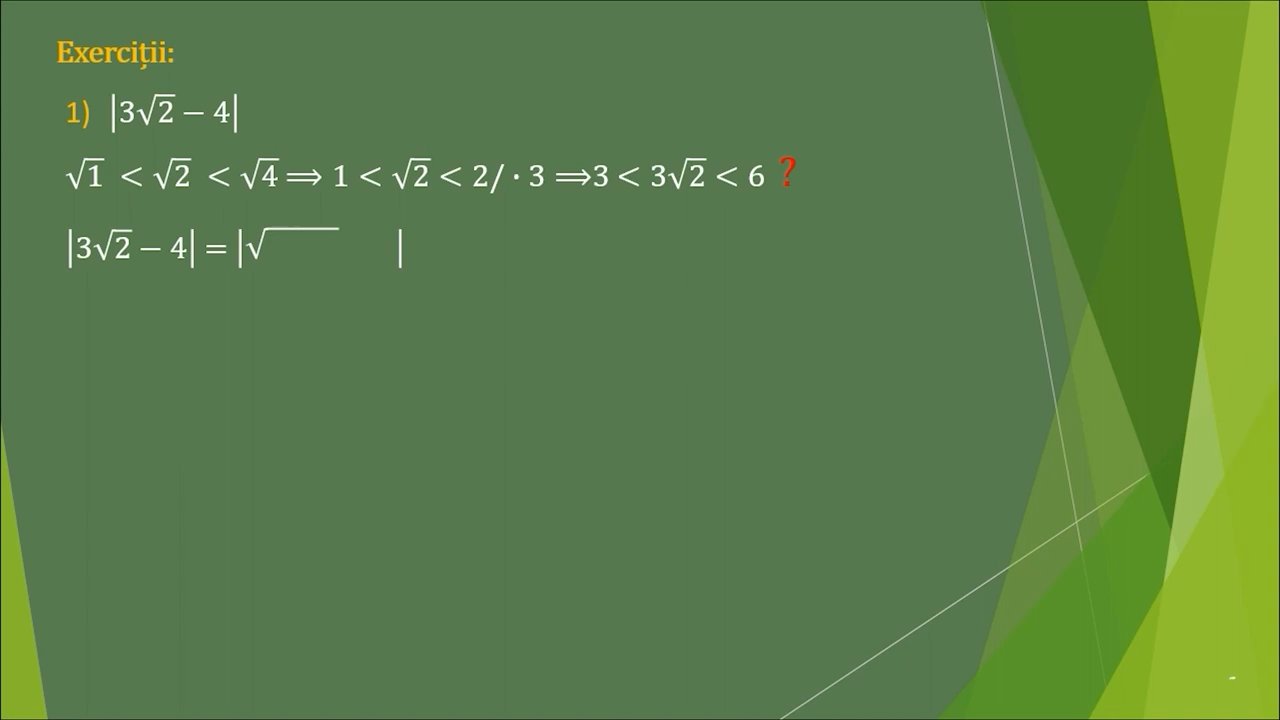 Exerciții:
1) |3√2 − 4|
√1 < √2 < √4 ⟹ 1 < √2 < 2/ · 3 ⟹3 < 3√2 < 6 ?
|3√2 − 4| = |√ |
-